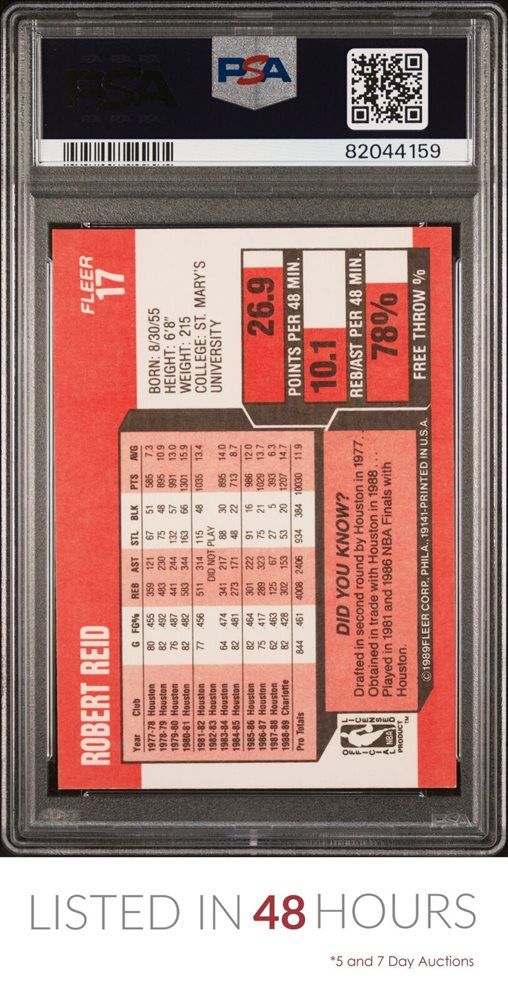 PSA
82044159
FLEER
17
ROBERT REID
BORN: 8/30/55
HEIGHT: 6'8"
WEIGHT: 215
COLLEGE: ST. MARY'S
UNIVERSITY
Year Club G FG% REB AST STL BLK PTS AVG
1977-78 Houston 80 455 359 121 67 51 585 7.3
1978-79 Houston 82 492 483 230 75 48 895 10.9
1979-80 Houston 76 487 441 244 132 57 991 13.0
1980-81 Houston 82 482 583 344 163 66 1301 15.9
1981-82 Houston 77 456 511 314 115 48 1035 13.4
1982-83 Houston DID NOT PLAY
1983-84 Houston 64 474 341 217 88 30 895 14.0
1984-85 Houston 82 481 273 171 48 22 713 8.7
1985-86 Houston 82 464 301 222 91 16 986 12.0
1986-87 Houston 75 417 289 323 75 21 1029 13.7
1987-88 Houston 62 463 125 67 27 5 393 6.3
1988-89 Charlotte 82 428 302 153 53 20 1207 14.7
Pro Totals 844 461 4008 2406 934 384 10030 11.9
26.9
POINTS PER 48 MIN.
10.1
REB/AST PER 48 MIN.
78%
FREE THROW %
DID YOU KNOW?
Drafted in second round by Houston in 1977...
Obtained in trade with Houston in 1988...
Played in 1981 and 1986 NBA Finals with
Houston.
OFFICIAL LICENSED
NBA
PRODUCT™
©1989 FLEER CORP., PHILA., 19141-PRINTED IN U.S.A.
PSA
LISTED IN 48 HOURS
*5 and 7 Day Auctions